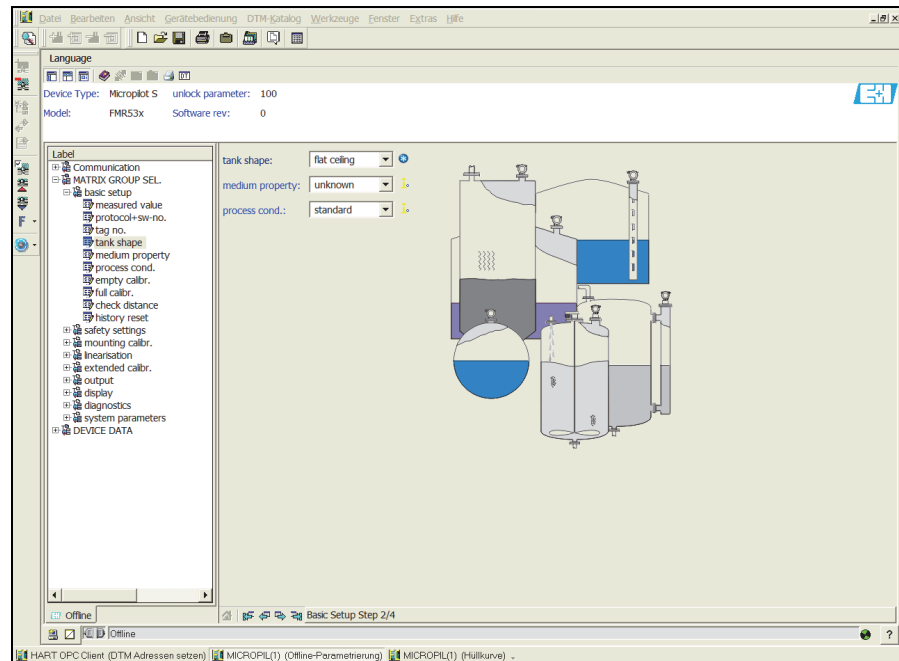 Datei Bearbeiten Ansicht Gerätebedienung DTM-Katalog Werkzeuge Fenster Extras Hilfe
Language
Device Type: Micropilot S unlock parameter: 100
Model: FMR53x Software rev: 0
E+H
Label
Communication
MATRIX GROUP SEL.
basic setup
measured value
protocol+sw-no.
tag no.
tank shape
medium property
process cond.
empty calibr.
full calibr.
check distance
history reset
safety settings
mounting calibr.
linearisation
extended calibr.
output
display
diagnostics
system parameters
DEVICE DATA
tank shape: flat ceiling
medium property: unknown
process cond.: standard
F
Offline
Basic Setup Step 2/4
Offline
HART OPC Client (DTM Adressen setzen) MICROPIL(1) (Offline-Parametrierung) MICROPIL(1) (Hüllkurve)